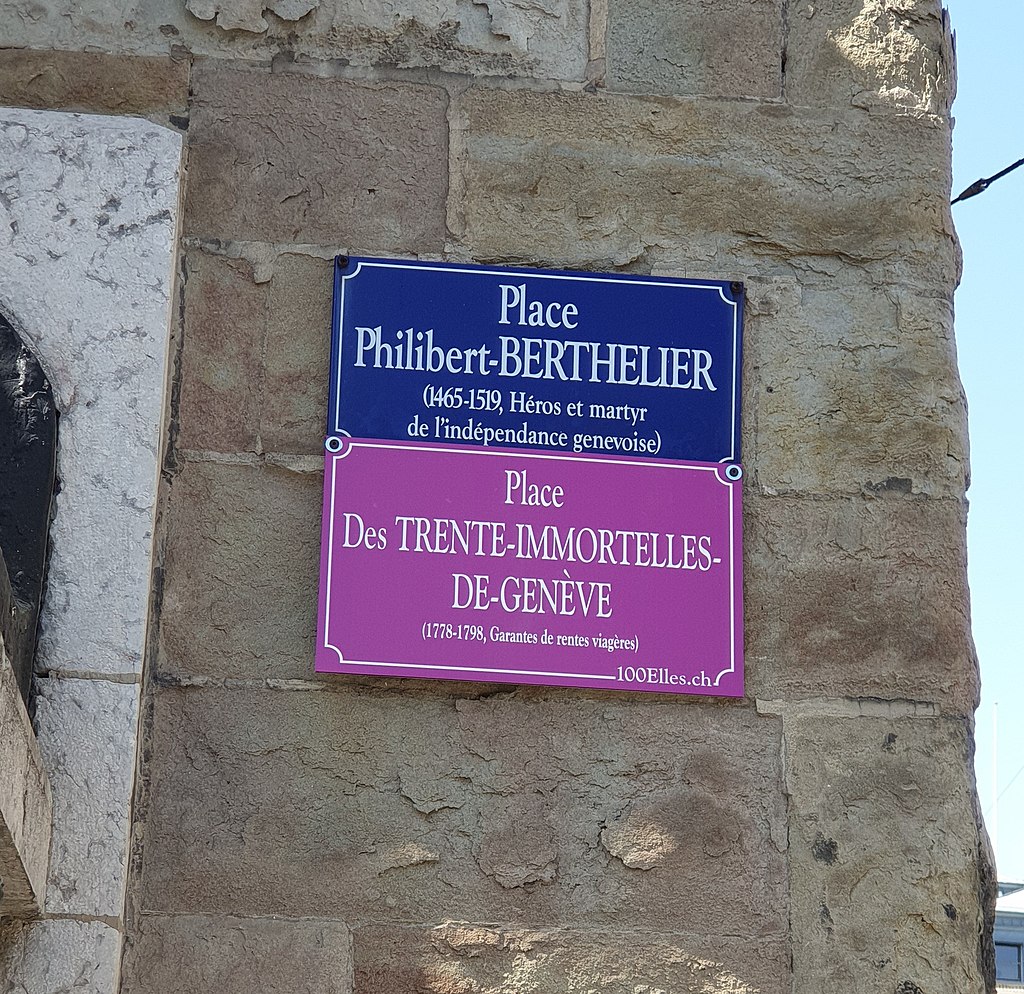 Place
Philibert-BERTHELIER
(1465-1519, Héros et martyr
de l'indépendance genevoise)
Place
Des TRENTE-IMMORTELLES-
DE-GENÈVE
(1778-1798, Garantes de rentes viagères)
100Elles.ch